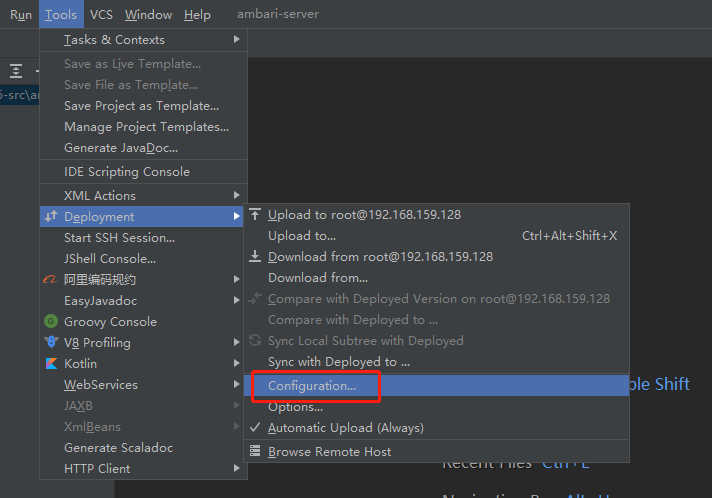 Run Tools VCS Window Help ambari-server
Tasks & Contexts
Save as Live Template...
Save File as Template...
Save Project as Template...
Manage Project Templates...
Generate JavaDoc...
IDE Scripting Console
XML Actions
Deployment
Start SSH Session...
JShell Console...
阿里编码规约
EasyJavadoc
Groovy Console
V8 Profiling
Kotlin
WebServices
JAXB
XmlBeans
Generate Scaladoc
HTTP Client
Upload to root@192.168.159.128
Upload to... Ctrl+Alt+Shift+X
Download from root@192.168.159.128
Download from...
Compare with Deployed Version on root@192.168.159.128
Compare with Deployed to ...
Sync Local Subtree with Deployed
Sync with Deployed to ...
Configuration...
Options...
Automatic Upload (Always)
Browse Remote Host
Shift
Recent Files Ctrl+E